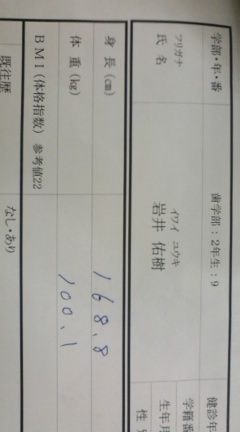 学部・年・番 歯学部：2年生：9 健診年
フリガナ イワイ ユウキ 学籍番
氏名 岩井 佑樹 生年月
性
身長(cm) 168.8
体重(kg) 100.1
BMI(体格指数) 参考値22
既往歴 なし・あり